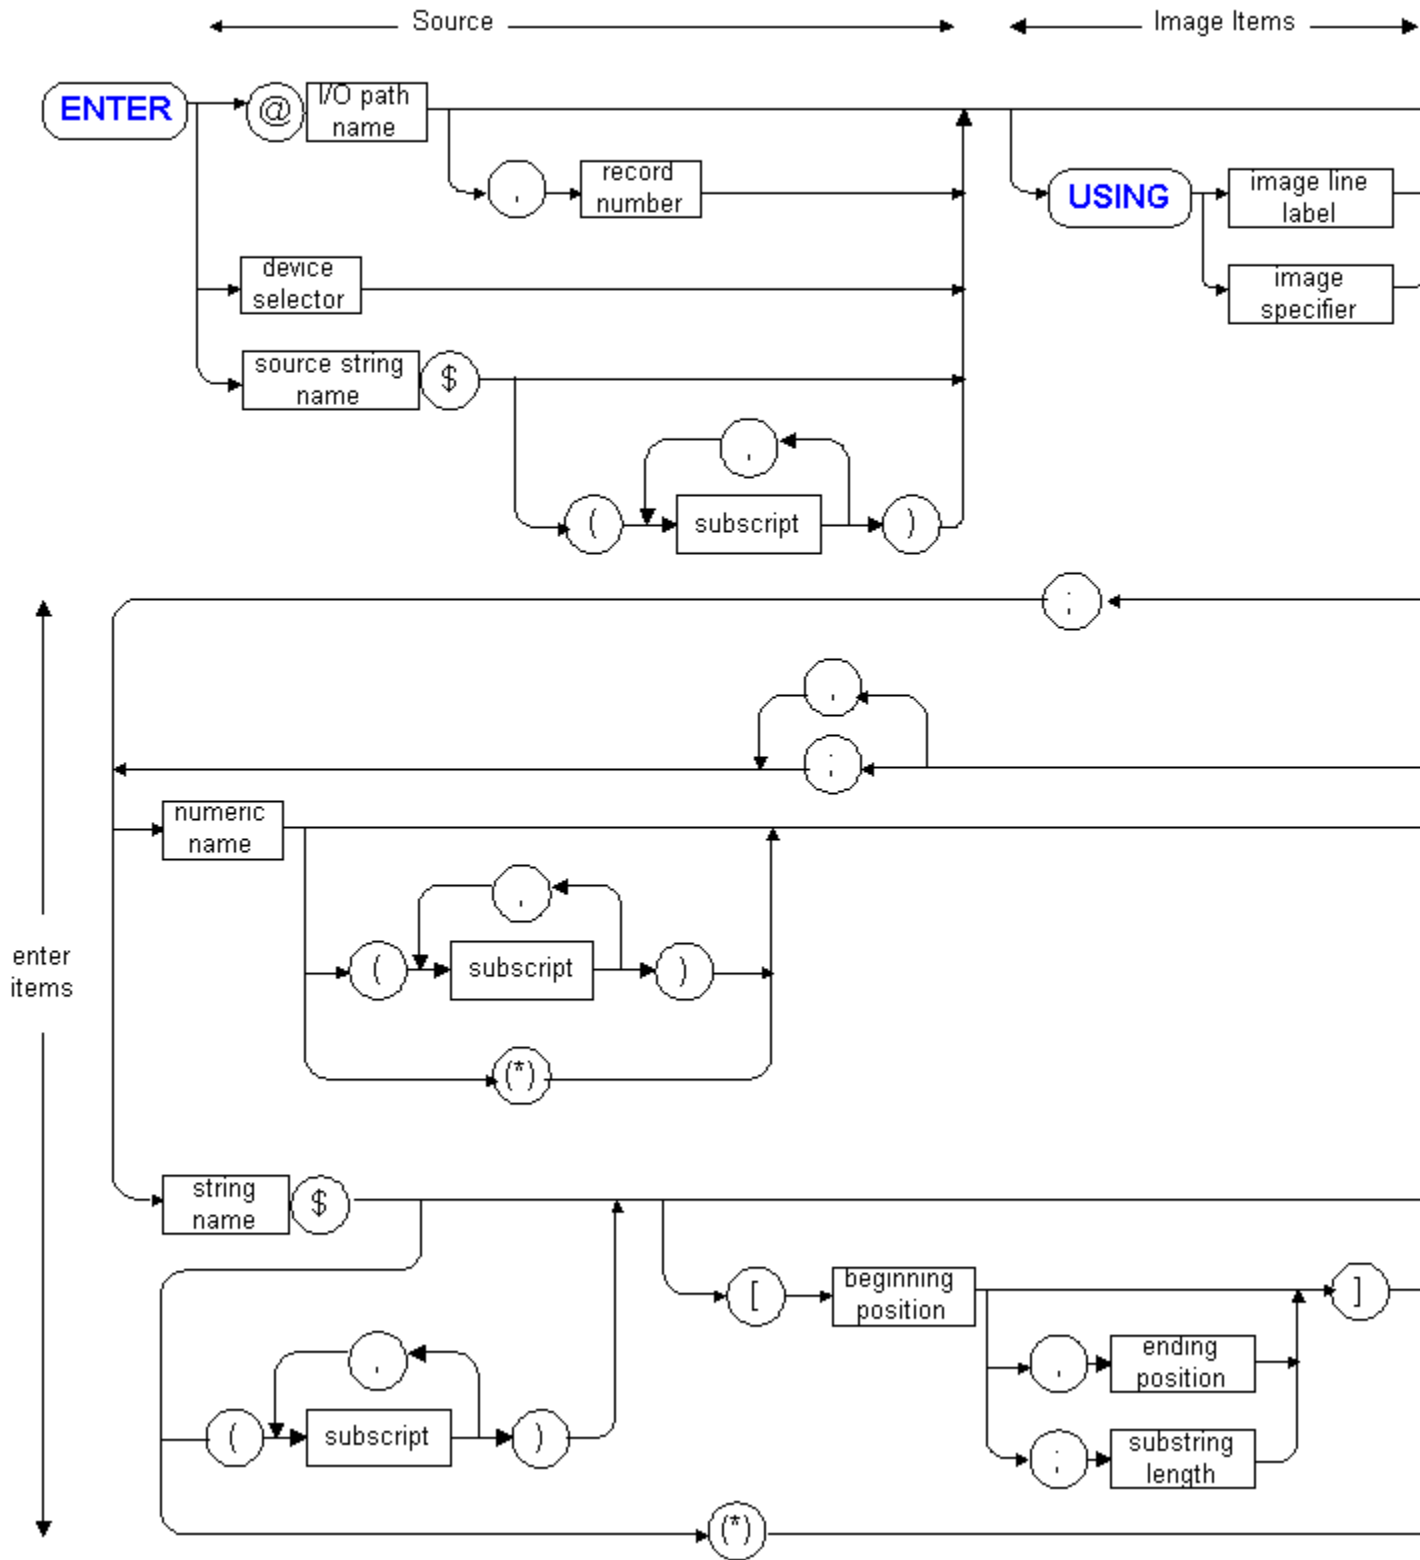 Source
Image Items
ENTER
@
I/O path
name
,
record
number
USING
image line
label
device
selector
image
specifier
source string
name
$
,
(
subscript
)
;
,
;
numeric
name
,
enter
items
(
subscript
)
(*)
string
name
$
[
beginning
position
]
,
ending
position
,
(
subscript
)
;
substring
length
(*)